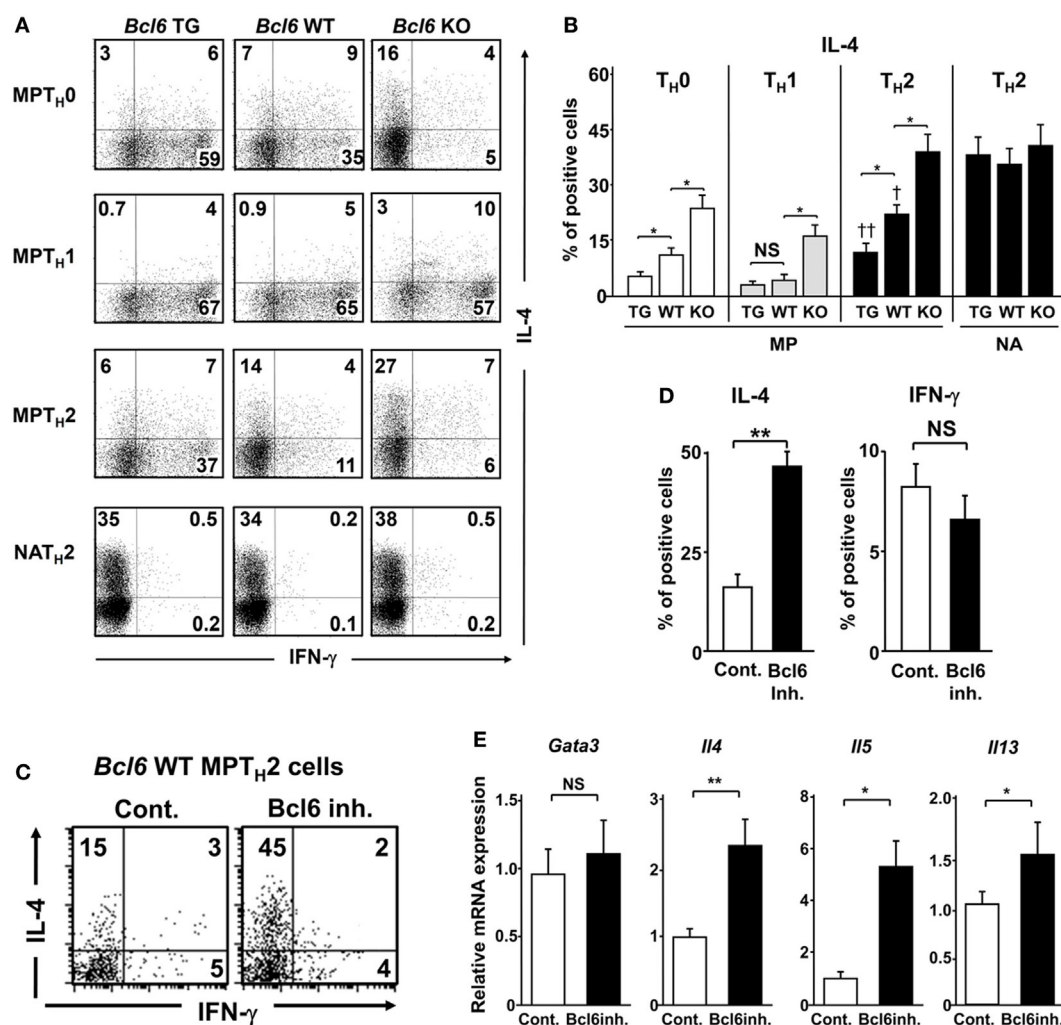 A
Bcl6 TG Bcl6 WT Bcl6 KO
MPTH0
3 6 7 9 16 4
59 35 5
MPTH1
0.7 4 0.9 5 3 10
67 65 57
MPTH2
6 7 14 4 27 7
37 11 6
NATH2
35 0.5 34 0.2 38 0.5
0.2 0.1 0.2
IL-4
IFN-γ
B
IL-4
TH0 TH1 TH2 TH2
% of positive cells
60
45
30
15
0
* * NS * * * †† †
TG WT KO TG WT KO TG WT KO TG WT KO
MP NA
C
Bcl6 WT MPTH2 cells
Cont. Bcl6 inh.
15 3 45 2
5 4
IL-4
IFN-γ
D
IL-4 IFN-γ
** NS
% of positive cells
50
25
0
Cont. Bcl6 Inh.
% of positive cells
10
5
0
Cont. Bcl6 inh.
E
Gata3 Il4 Il5 Il13
NS ** * *
Relative mRNA expression
1.5
1.0
0.5
0
3
2
1
0
8
6
4
2
0
2.0
1.5
1.0
0.5
0
Cont. Bcl6inh. Cont. Bcl6inh. Cont. Bcl6inh. Cont. Bcl6inh.